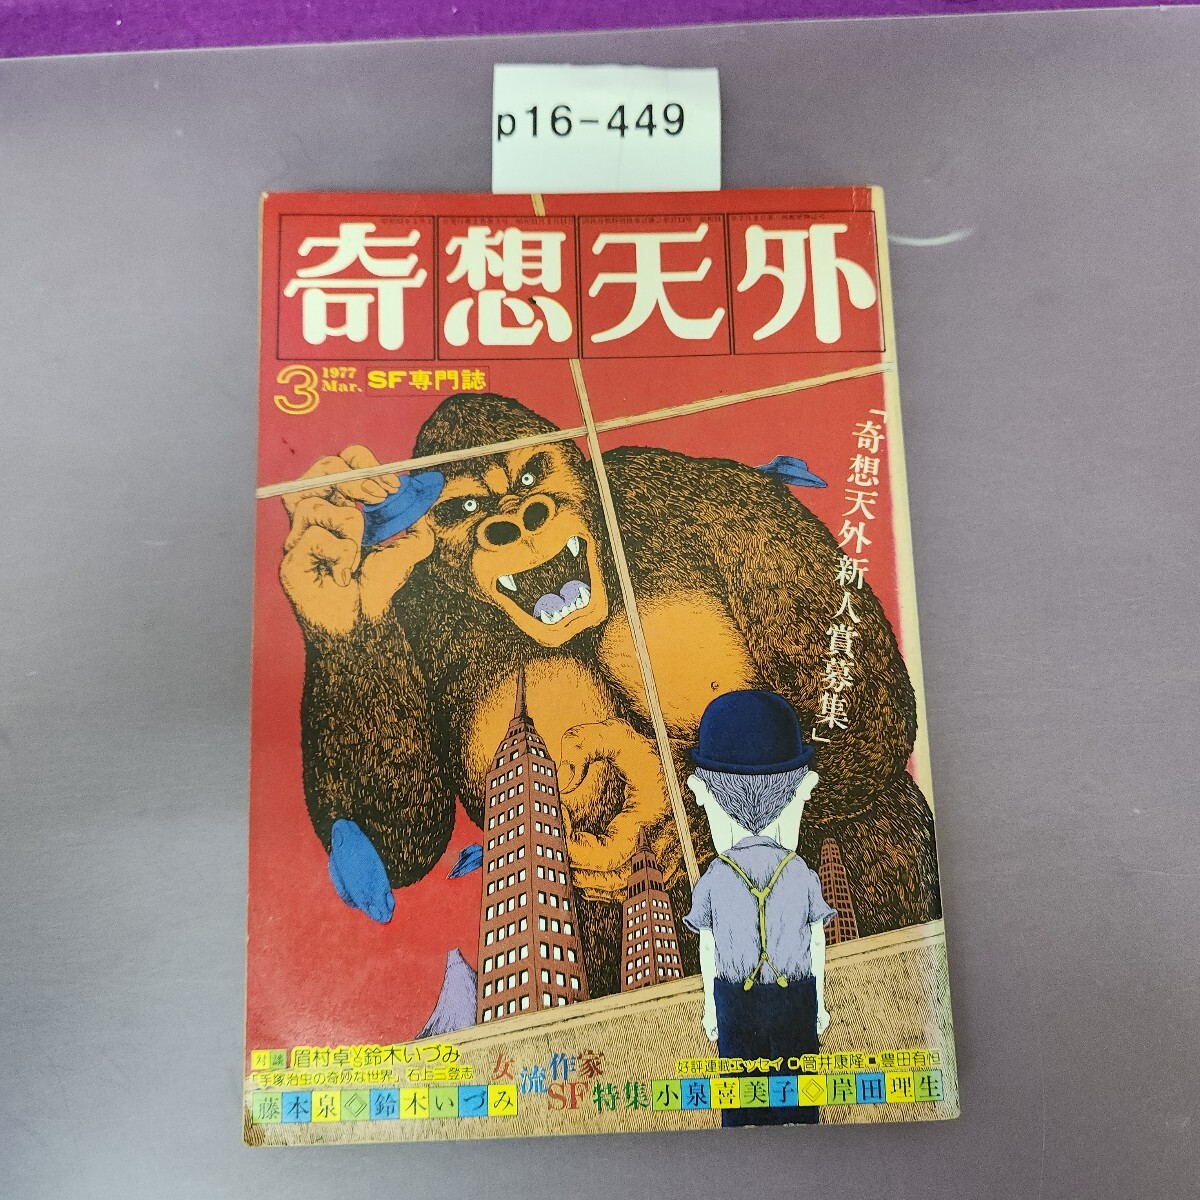 p16-449
奇想天外
3 1977 Mar. SF専門誌
「奇想天外新人賞募集」
対談 眉村卓VS鈴木いづみ
「手塚治虫の奇妙な世界」石上三登志
女流作家SF特集
好評連載エッセイ■筒井康隆■豊田有恒
藤本泉◇鈴木いづみ
小泉喜美子◇岸田理生